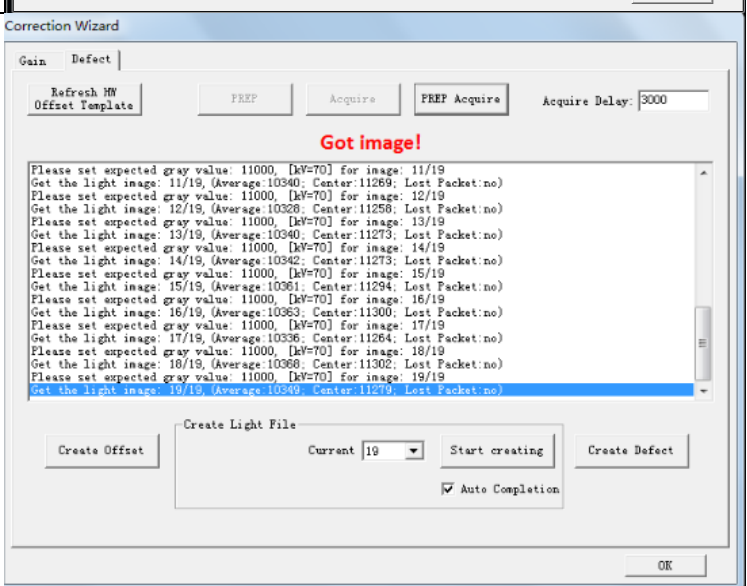 Correction Wizard
Gain Defect
Refresh HW
Offset Template
PREP
Acquire
PREP Acquire
Acquire Delay: 3000
Got image!
Please set expected gray value: 11000, [kV=70] for image: 11/19
Get the light image: 11/19, (Average:10340; Center:11269; Lost Packet:no)
Please set expected gray value: 11000, [kV=70] for image: 12/19
Get the light image: 12/19, (Average:10328; Center:11258; Lost Packet:no)
Please set expected gray value: 11000, [kV=70] for image: 13/19
Get the light image: 13/19, (Average:10340; Center:11273; Lost Packet:no)
Please set expected gray value: 11000, [kV=70] for image: 14/19
Get the light image: 14/19, (Average:10342; Center:11273; Lost Packet:no)
Please set expected gray value: 11000, [kV=70] for image: 15/19
Get the light image: 15/19, (Average:10361; Center:11294; Lost Packet:no)
Please set expected gray value: 11000, [kV=70] for image: 16/19
Get the light image: 16/19, (Average:10363; Center:11300; Lost Packet:no)
Please set expected gray value: 11000, [kV=70] for image: 17/19
Get the light image: 17/19, (Average:10336; Center:11264; Lost Packet:no)
Please set expected gray value: 11000, [kV=70] for image: 18/19
Get the light image: 18/19, (Average:10368; Center:11302; Lost Packet:no)
Please set expected gray value: 11000, [kV=70] for image: 19/19
Get the light image: 19/19, (Average:10349; Center:11279; Lost Packet:no)
Create Light File
Create Offset
Current 19
Start creating
Create Defect
Auto Completion
OK